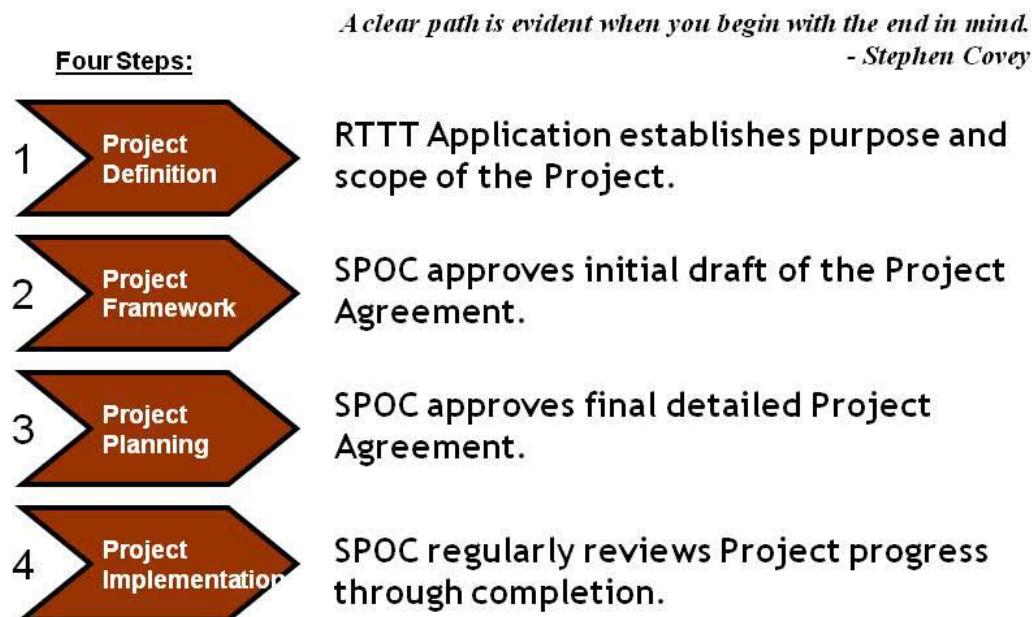 A clear path is evident when you begin with the end in mind.
- Stephen Covey
Four Steps:
1
Project
Definition
RTTT Application establishes purpose and
scope of the Project.
2
Project
Framework
SPOC approves initial draft of the Project
Agreement.
3
Project
Planning
SPOC approves final detailed Project
Agreement.
4
Project
Implementation
SPOC regularly reviews Project progress
through completion.